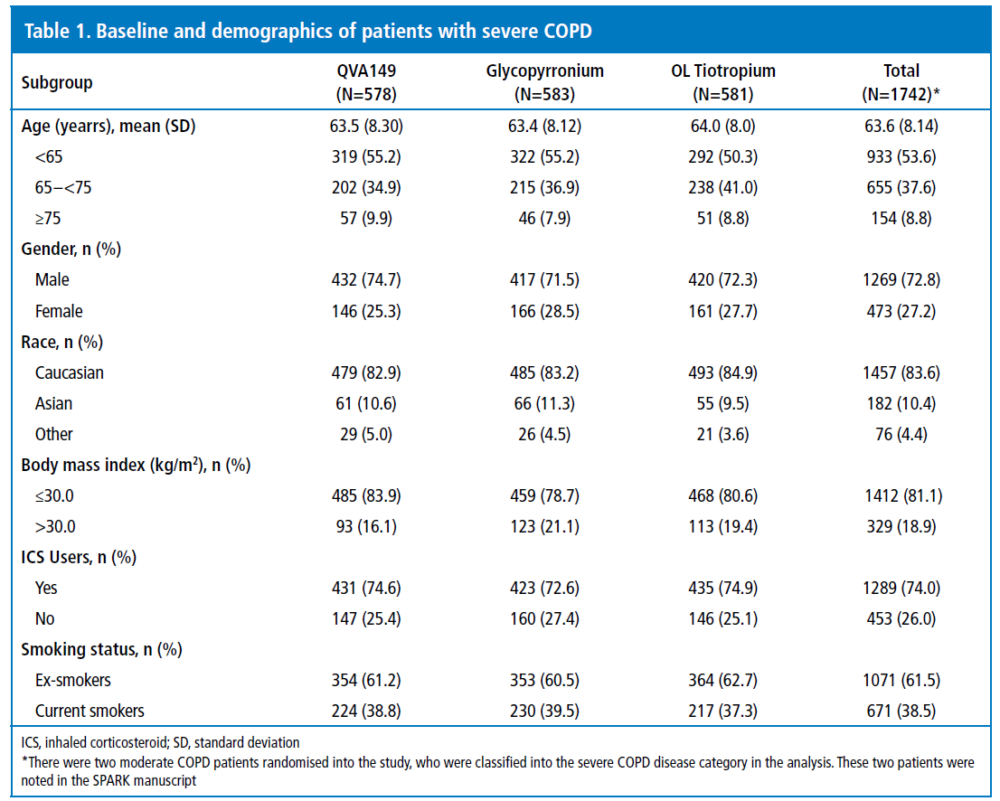 Table 1. Baseline and demographics of patients with severe COPD
Subgroup QVA149 (N=578) Glycopyrronium (N=583) OL Tiotropium (N=581) Total (N=1742)*
Age (yearrs), mean (SD) 63.5 (8.30) 63.4 (8.12) 64.0 (8.0) 63.6 (8.14)
<65 319 (55.2) 322 (55.2) 292 (50.3) 933 (53.6)
65–<75 202 (34.9) 215 (36.9) 238 (41.0) 655 (37.6)
≥75 57 (9.9) 46 (7.9) 51 (8.8) 154 (8.8)
Gender, n (%)
Male 432 (74.7) 417 (71.5) 420 (72.3) 1269 (72.8)
Female 146 (25.3) 166 (28.5) 161 (27.7) 473 (27.2)
Race, n (%)
Caucasian 479 (82.9) 485 (83.2) 493 (84.9) 1457 (83.6)
Asian 61 (10.6) 66 (11.3) 55 (9.5) 182 (10.4)
Other 29 (5.0) 26 (4.5) 21 (3.6) 76 (4.4)
Body mass index (kg/m²), n (%)
≤30.0 485 (83.9) 459 (78.7) 468 (80.6) 1412 (81.1)
>30.0 93 (16.1) 123 (21.1) 113 (19.4) 329 (18.9)
ICS Users, n (%)
Yes 431 (74.6) 423 (72.6) 435 (74.9) 1289 (74.0)
No 147 (25.4) 160 (27.4) 146 (25.1) 453 (26.0)
Smoking status, n (%)
Ex-smokers 354 (61.2) 353 (60.5) 364 (62.7) 1071 (61.5)
Current smokers 224 (38.8) 230 (39.5) 217 (37.3) 671 (38.5)
ICS, inhaled corticosteroid; SD, standard deviation
*There were two moderate COPD patients randomised into the study, who were classified into the severe COPD disease category in the analysis. These two patients were
noted in the SPARK manuscript